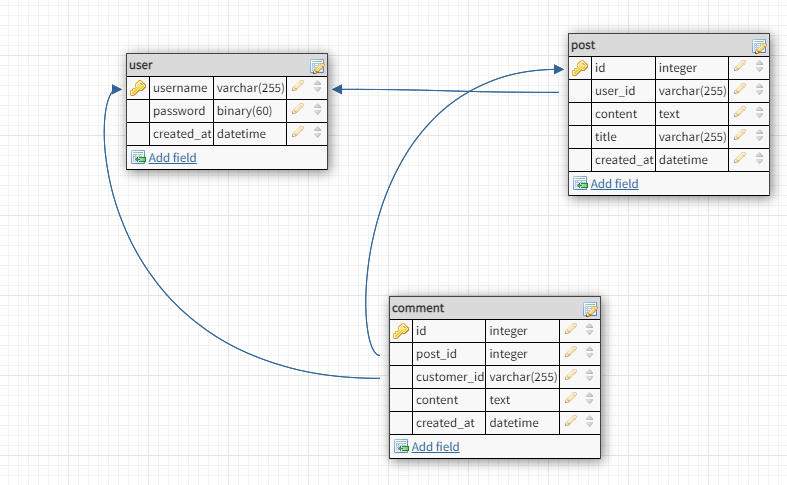 user
username varchar(255)
password binary(60)
created_at datetime
Add field
post
id integer
user_id varchar(255)
content text
title varchar(255)
created_at datetime
Add field
comment
id integer
post_id integer
customer_id varchar(255)
content text
created_at datetime
Add field